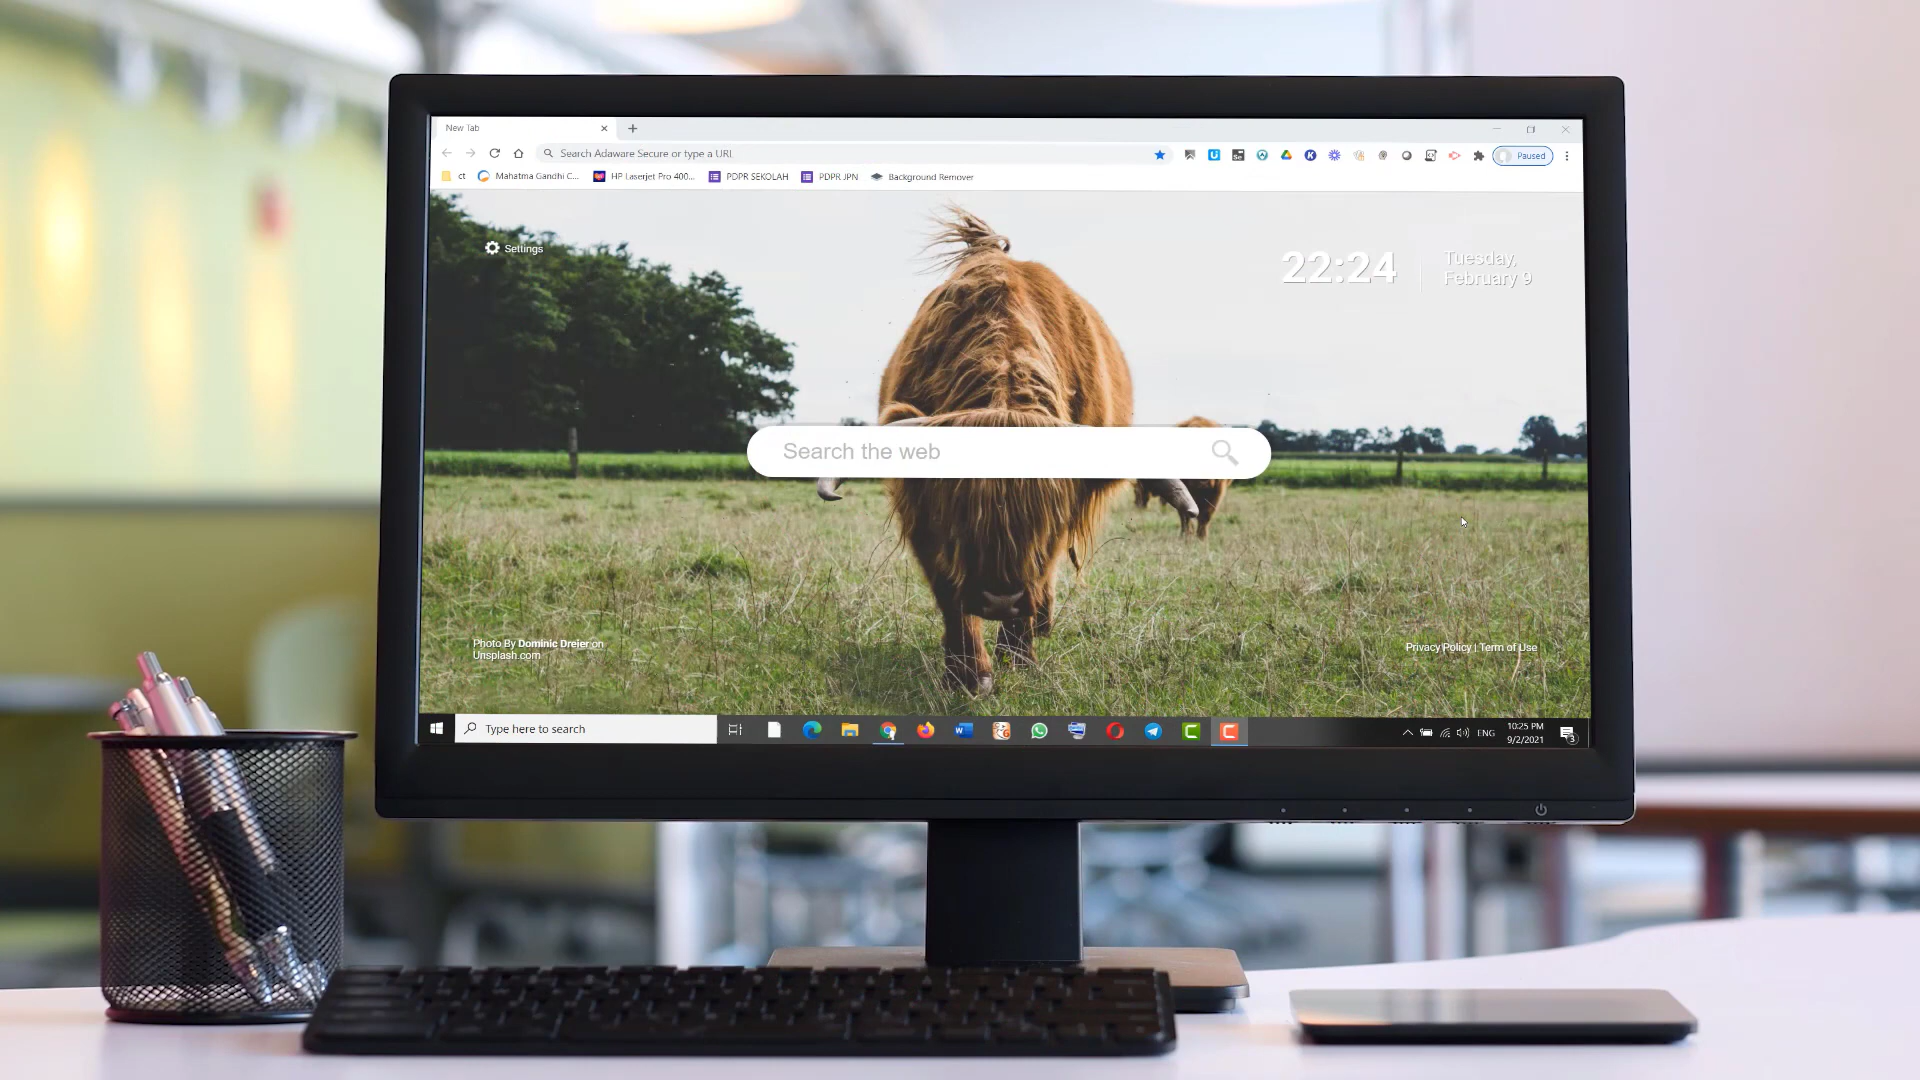 New Tab
Search Adaware Secure or type a URL
Paused
ct
Mahatma Gandhi C...
HP Laserjet Pro 400...
PDPR SEKOLAH
PDPR JPN
Background Remover
Settings
22:24
Tuesday,
February 9
Search the web
Photo By Dominic Dreier on
Unsplash.com
Privacy Policy | Term of Use
Type here to search
ENG
10:25 PM
9/2/2021
3